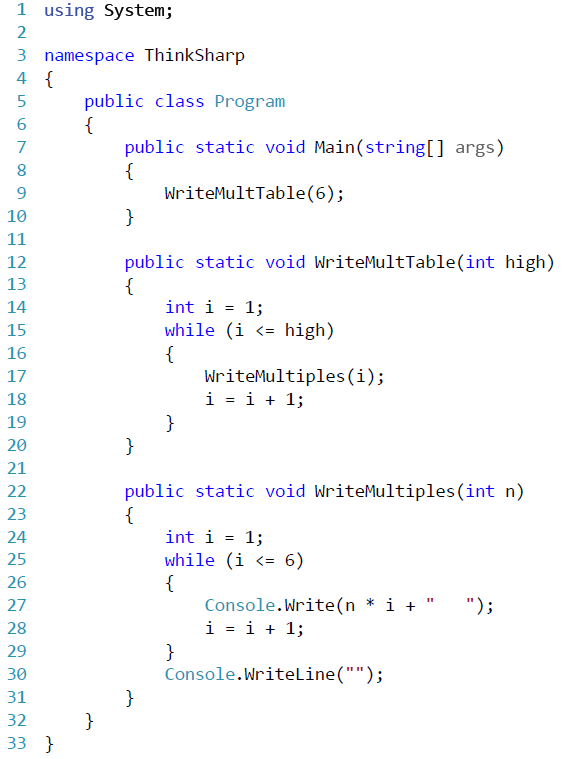 1 using System;
2
3 namespace ThinkSharp
4 {
5     public class Program
6     {
7         public static void Main(string[] args)
8         {
9             WriteMultTable(6);
10         }
11
12         public static void WriteMultTable(int high)
13         {
14             int i = 1;
15             while (i <= high)
16             {
17                 WriteMultiples(i);
18                 i = i + 1;
19             }
20         }
21
22         public static void WriteMultiples(int n)
23         {
24             int i = 1;
25             while (i <= 6)
26             {
27                 Console.Write(n * i + "   ");
28                 i = i + 1;
29             }
30             Console.WriteLine("");
31         }
32     }
33 }